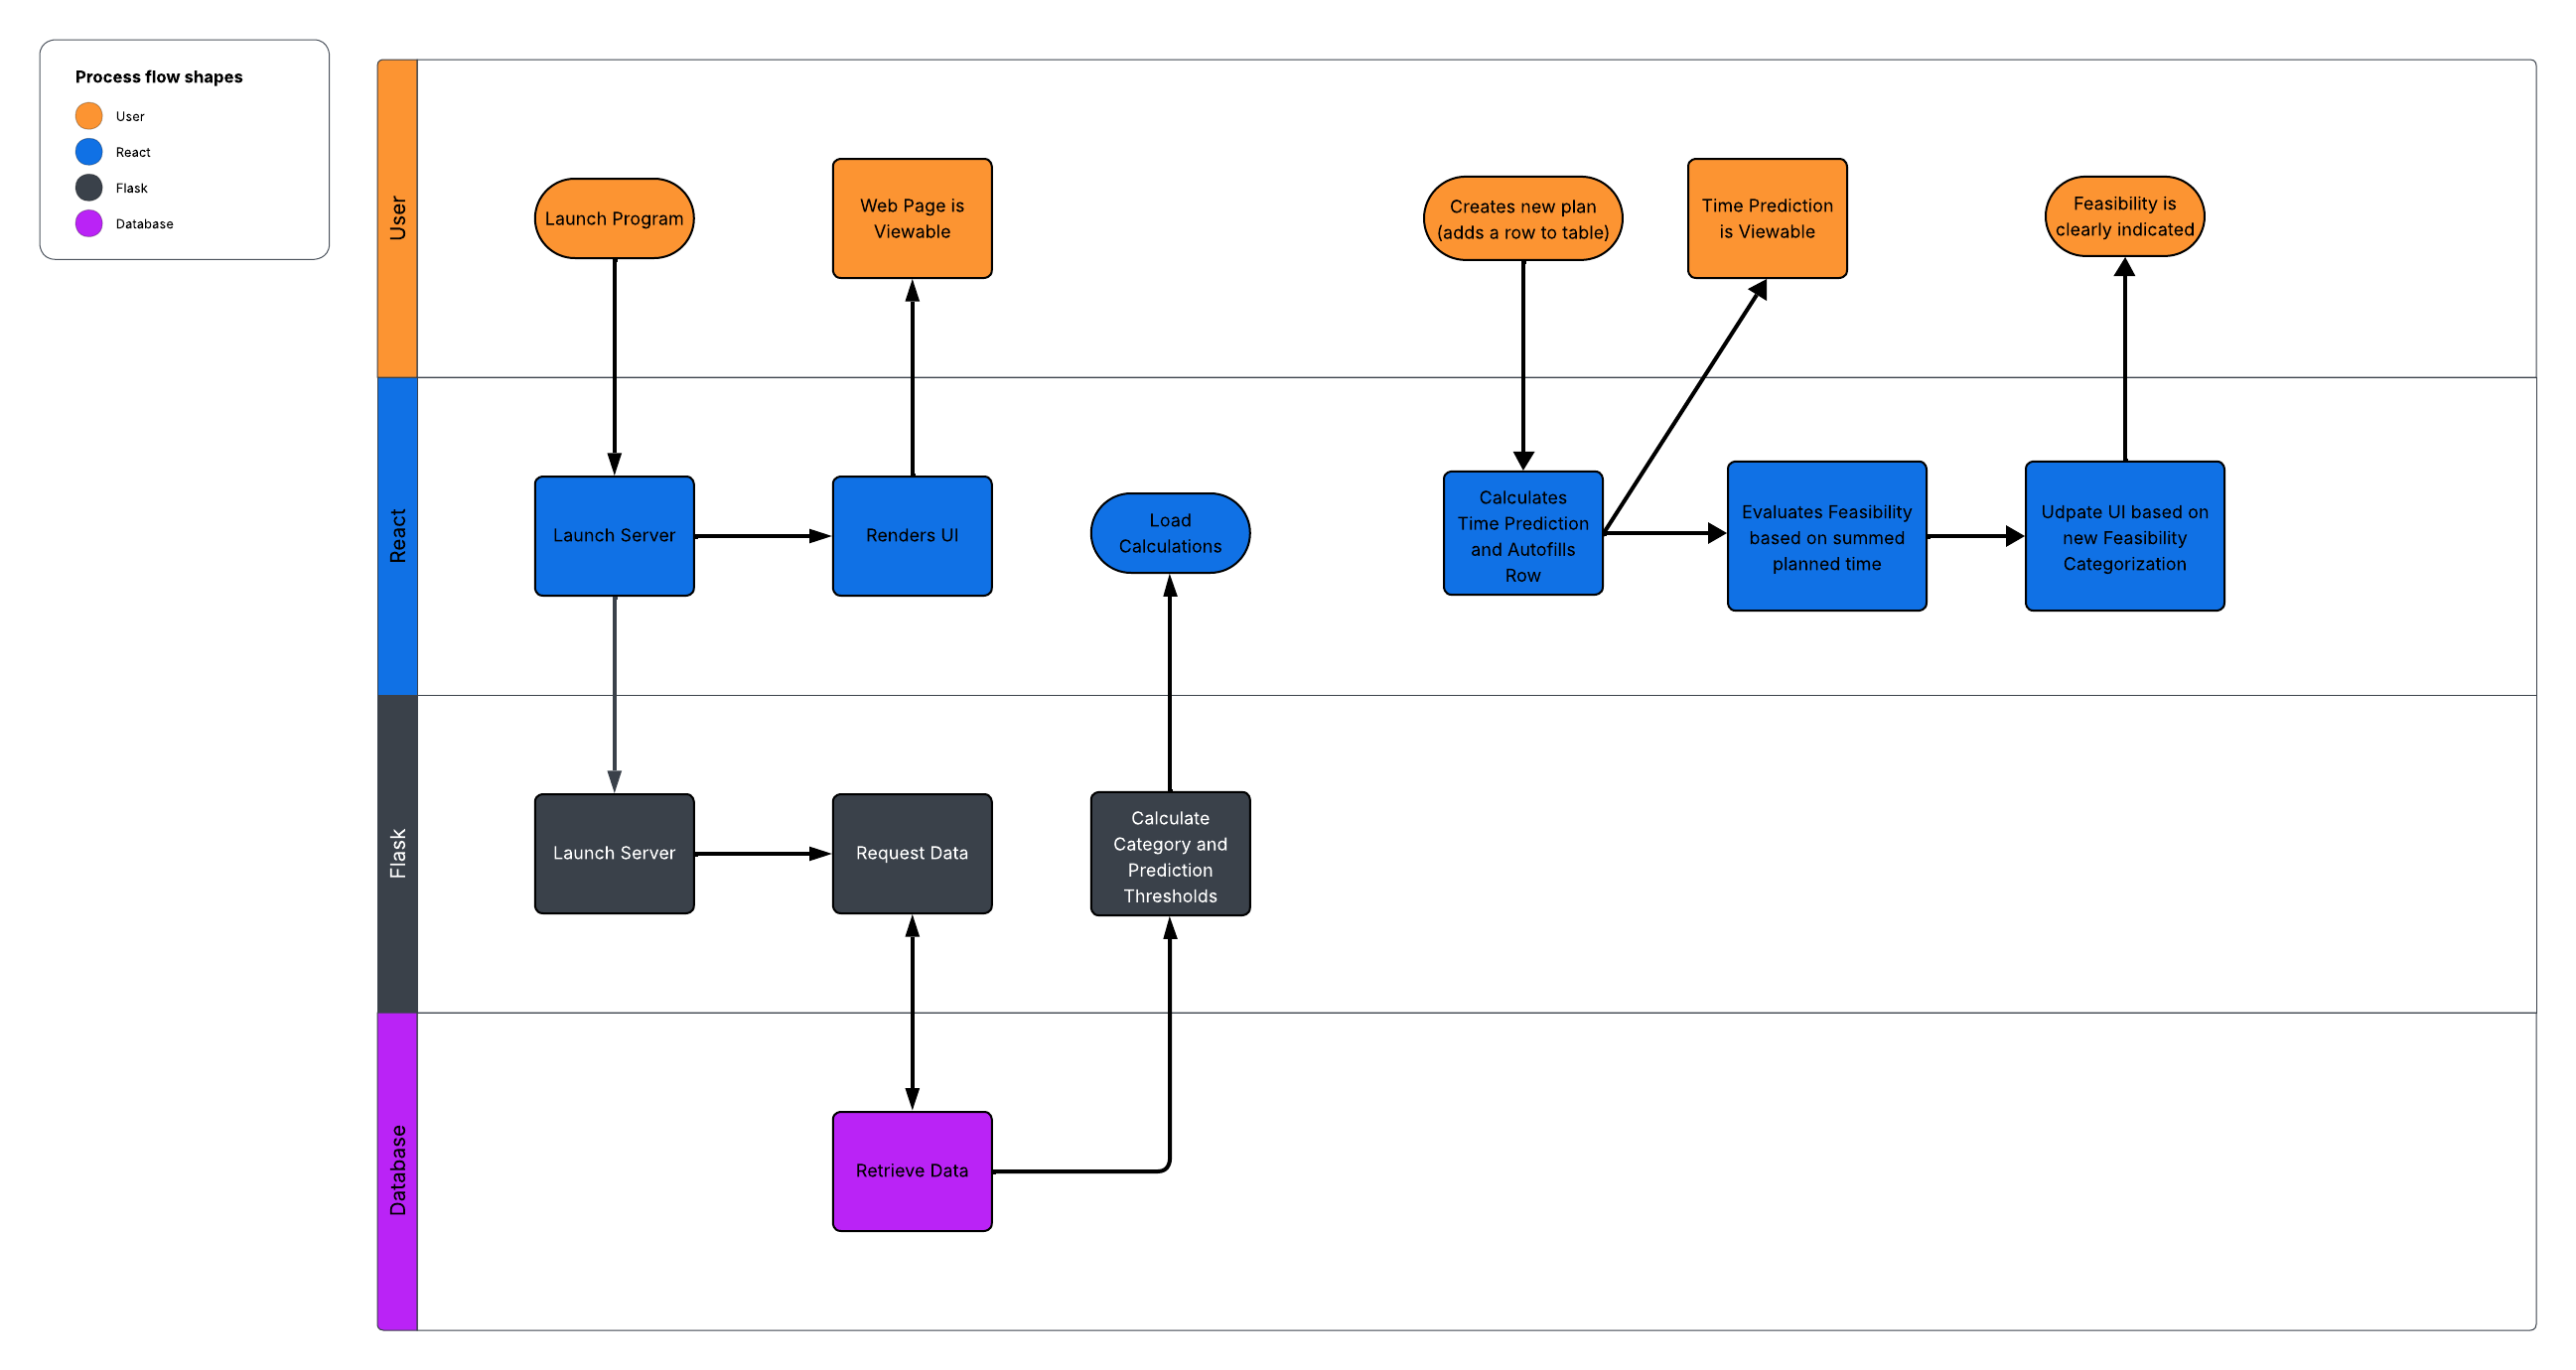 Process flow shapes
User
React
Flask
Database
User
Launch Program
Web Page is
Viewable
Creates new plan
(adds a row to table)
Time Prediction
is Viewable
Feasibility is
clearly indicated
React
Launch Server
Renders UI
Load
Calculations
Calculates
Time Prediction
and Autofills
Row
Evaluates Feasibility
based on summed
planned time
Udpate UI based on
new Feasibility
Categorization
Flask
Launch Server
Request Data
Calculate
Category and
Prediction
Thresholds
Database
Retrieve Data